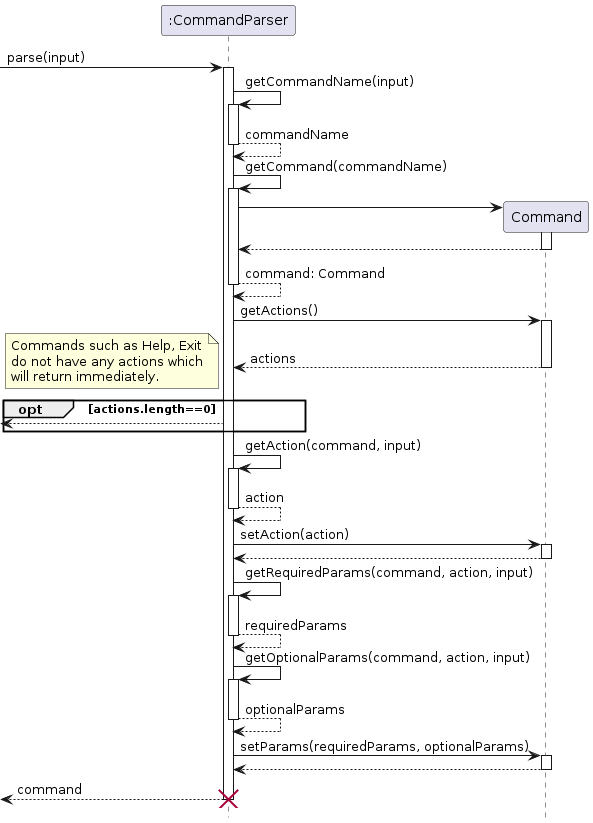 :CommandParser
parse(input)
getCommandName(input)
commandName
getCommand(commandName)
Command
command: Command
getActions()
Commands such as Help, Exit
do not have any actions which
will return immediately.
actions
opt [actions.length==0]
getAction(command, input)
action
setAction(action)
getRequiredParams(command, action, input)
requiredParams
getOptionalParams(command, action, input)
optionalParams
setParams(requiredParams, optionalParams)
command